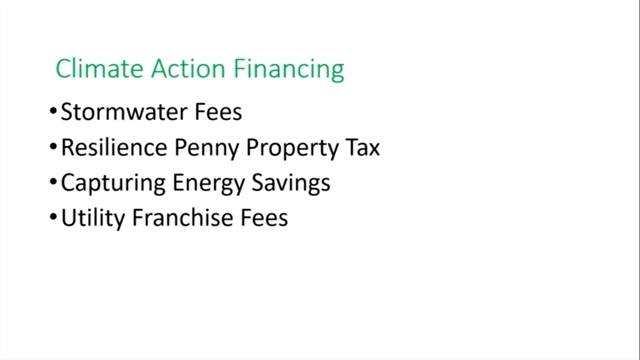 Climate Action Financing
•Stormwater Fees
•Resilience Penny Property Tax
•Capturing Energy Savings
•Utility Franchise Fees